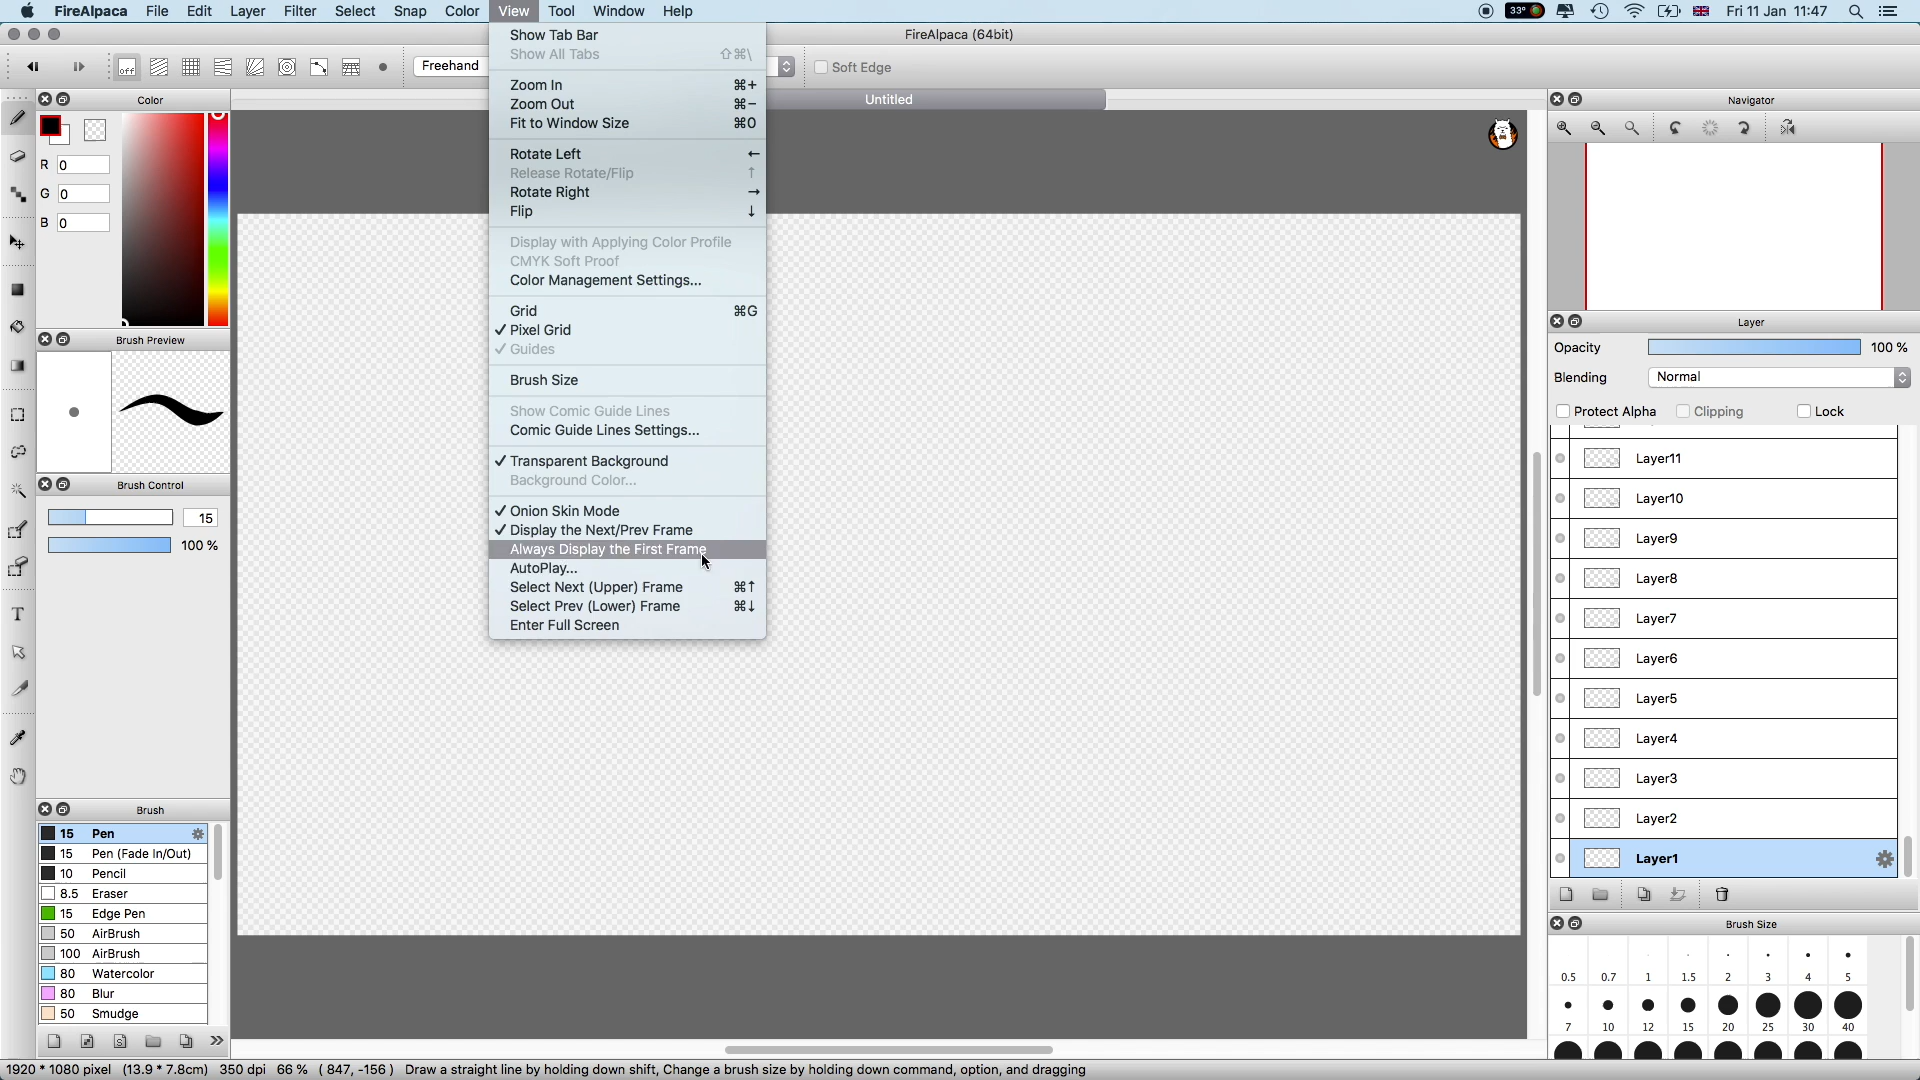 FireAlpaca File Edit Layer Filter Select Snap Color View Tool Window Help 33° Fri 11 Jan 11:47
FireAlpaca (64bit)
off Freehand Soft Edge
Untitled
Color
R 0
G 0
B 0
Brush Preview
Brush Control
15
100 %
Brush
15 Pen
15 Pen (Fade In/Out)
10 Pencil
8.5 Eraser
15 Edge Pen
50 AirBrush
100 AirBrush
80 Watercolor
80 Blur
50 Smudge
Show Tab Bar
Show All Tabs ⇧⌘\
Zoom In ⌘+
Zoom Out ⌘−
Fit to Window Size ⌘0
Rotate Left ←
Release Rotate/Flip ↑
Rotate Right →
Flip ↓
Display with Applying Color Profile
CMYK Soft Proof
Color Management Settings...
Grid ⌘G
✓ Pixel Grid
✓ Guides
Brush Size
Show Comic Guide Lines
Comic Guide Lines Settings...
✓ Transparent Background
Background Color...
✓ Onion Skin Mode
✓ Display the Next/Prev Frame
Always Display the First Frame
AutoPlay...
Select Next (Upper) Frame ⌘↑
Select Prev (Lower) Frame ⌘↓
Enter Full Screen
Navigator
Layer
Opacity 100 %
Blending Normal
Protect Alpha Clipping Lock
Layer11
Layer10
Layer9
Layer8
Layer7
Layer6
Layer5
Layer4
Layer3
Layer2
Layer1
Brush Size
0.5 0.7 1 1.5 2 3 4 5
7 10 12 15 20 25 30 40
1920 * 1080 pixel (13.9 * 7.8cm) 350 dpi 66 % ( 847, -156 ) Draw a straight line by holding down shift, Change a brush size by holding down command, option, and dragging